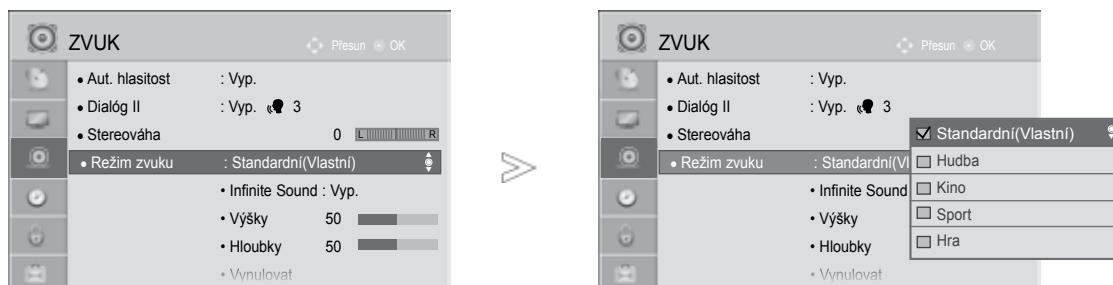 ZVUK
Přesun OK
• Aut. hlasitost : Vyp.
• Dialóg II : Vyp. 3
• Stereováha 0 L R
• Režim zvuku : Standardní(Vlastní)
• Infinite Sound : Vyp.
• Výšky 50
• Hloubky 50
• Vynulovat
ZVUK
Přesun OK
• Aut. hlasitost : Vyp.
• Dialóg II : Vyp. 3
• Stereováha
• Režim zvuku : Standardní(Vl
• Infinite Sound
• Výšky
• Hloubky
• Vynulovat
Standardní(Vlastní)
Hudba
Kino
Sport
Hra